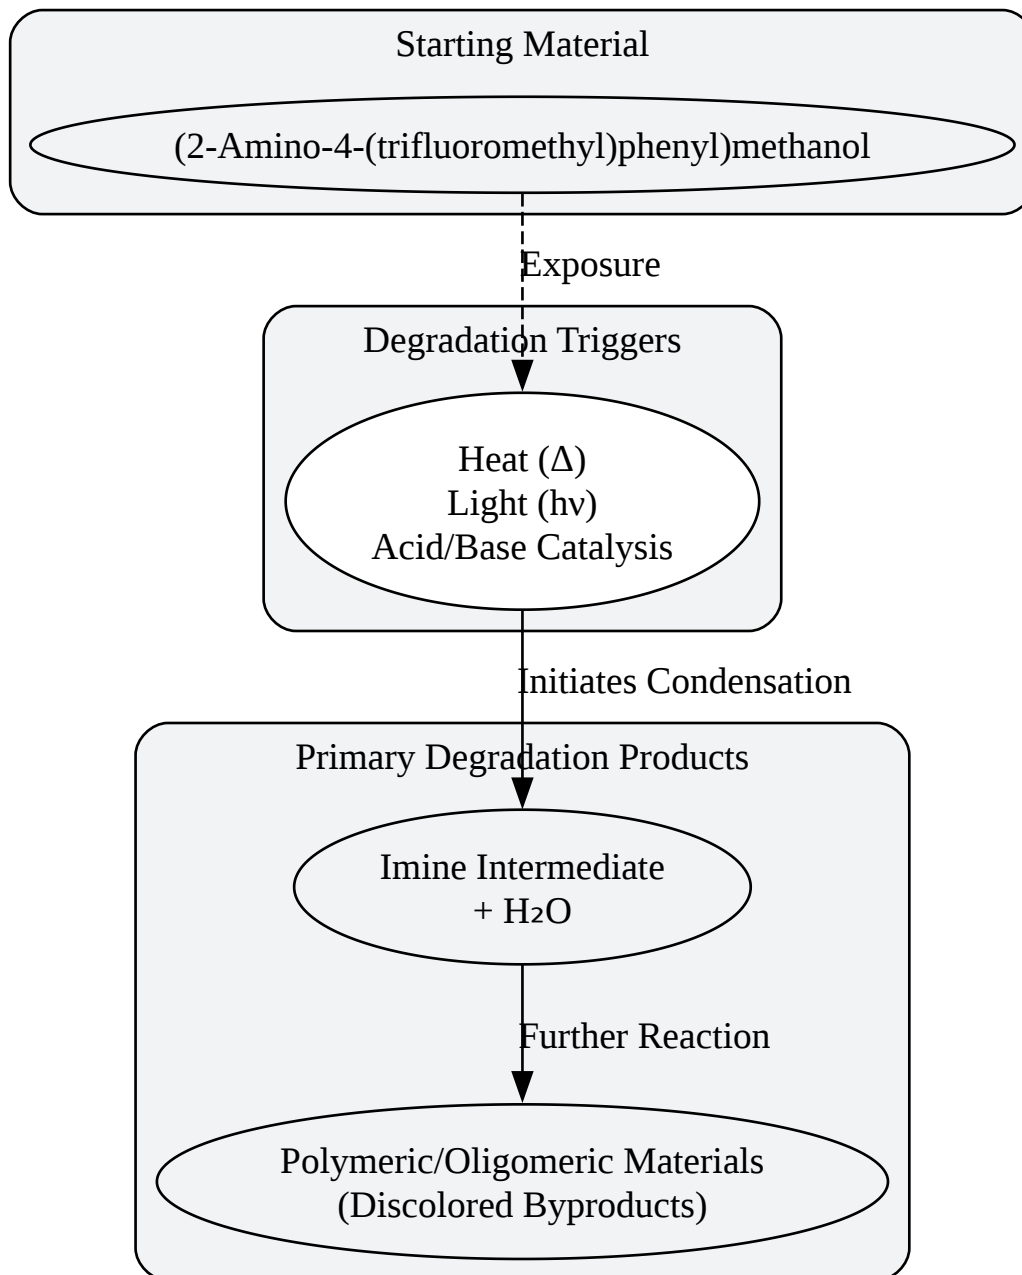 Starting Material
(2-Amino-4-(trifluoromethyl)phenyl)methanol
Exposure
Degradation Triggers
Heat (Δ)
Light (hν)
Acid/Base Catalysis
Initiates Condensation
Primary Degradation Products
Imine Intermediate
+ H₂O
Further Reaction
Polymeric/Oligomeric Materials
(Discolored Byproducts)